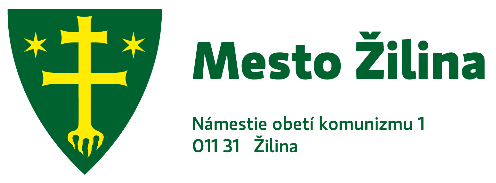 Mesto Žilina
Námestie obetí komunizmu 1
011 31 Žilina